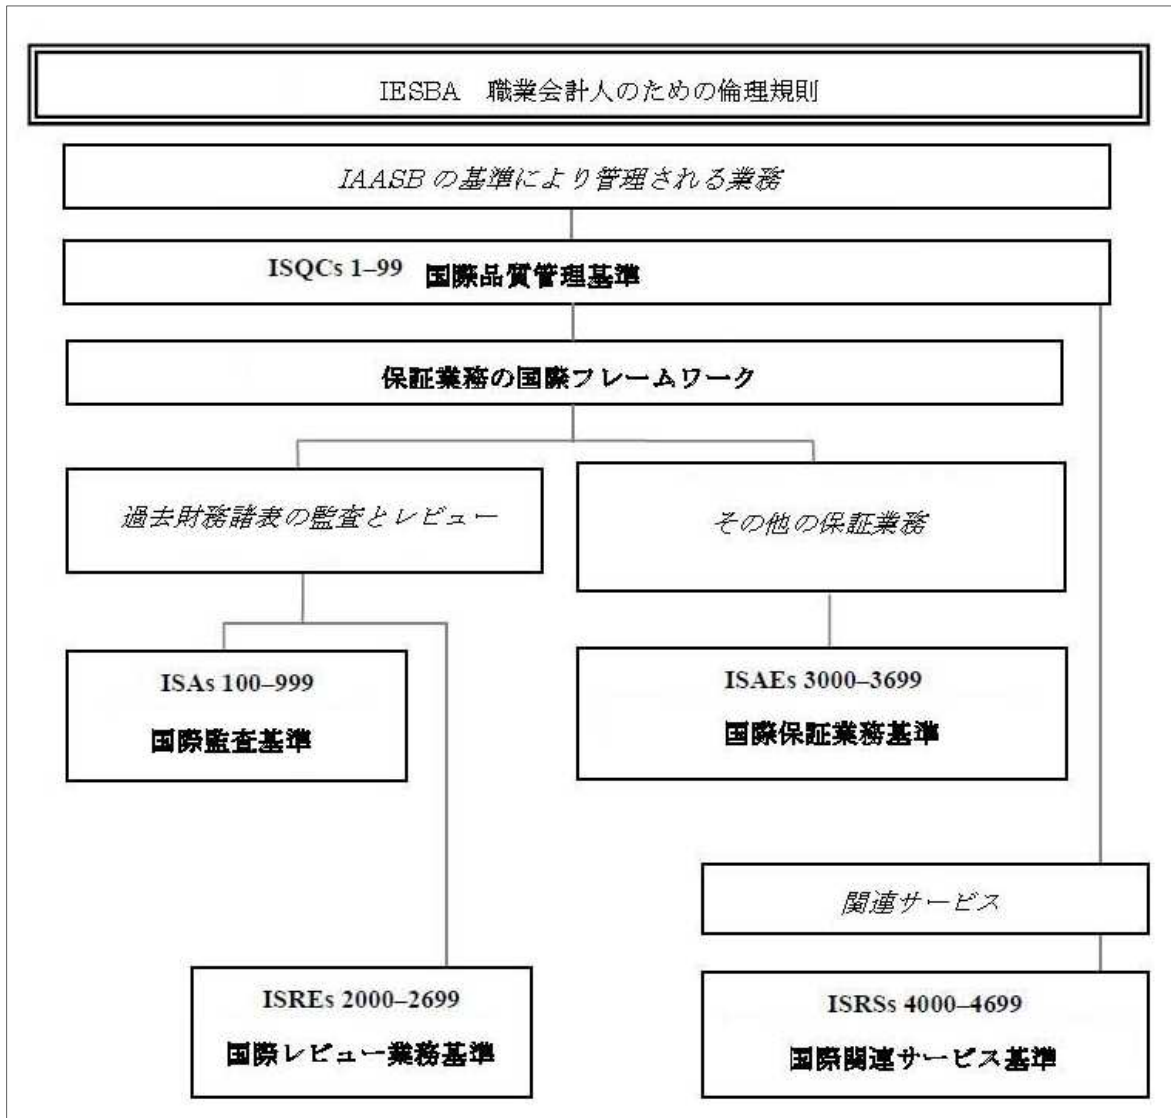 IESBA 職業会計人のための倫理規則
IAASB の基準により管理される業務
ISQCs 1–99 国際品質管理基準
保証業務の国際フレームワーク
過去財務諸表の監査とレビュー
その他の保証業務
ISAs 100–999
国際監査基準
ISAEs 3000–3699
国際保証業務基準
関連サービス
ISREs 2000–2699
国際レビュー業務基準
ISRSs 4000–4699
国際関連サービス基準